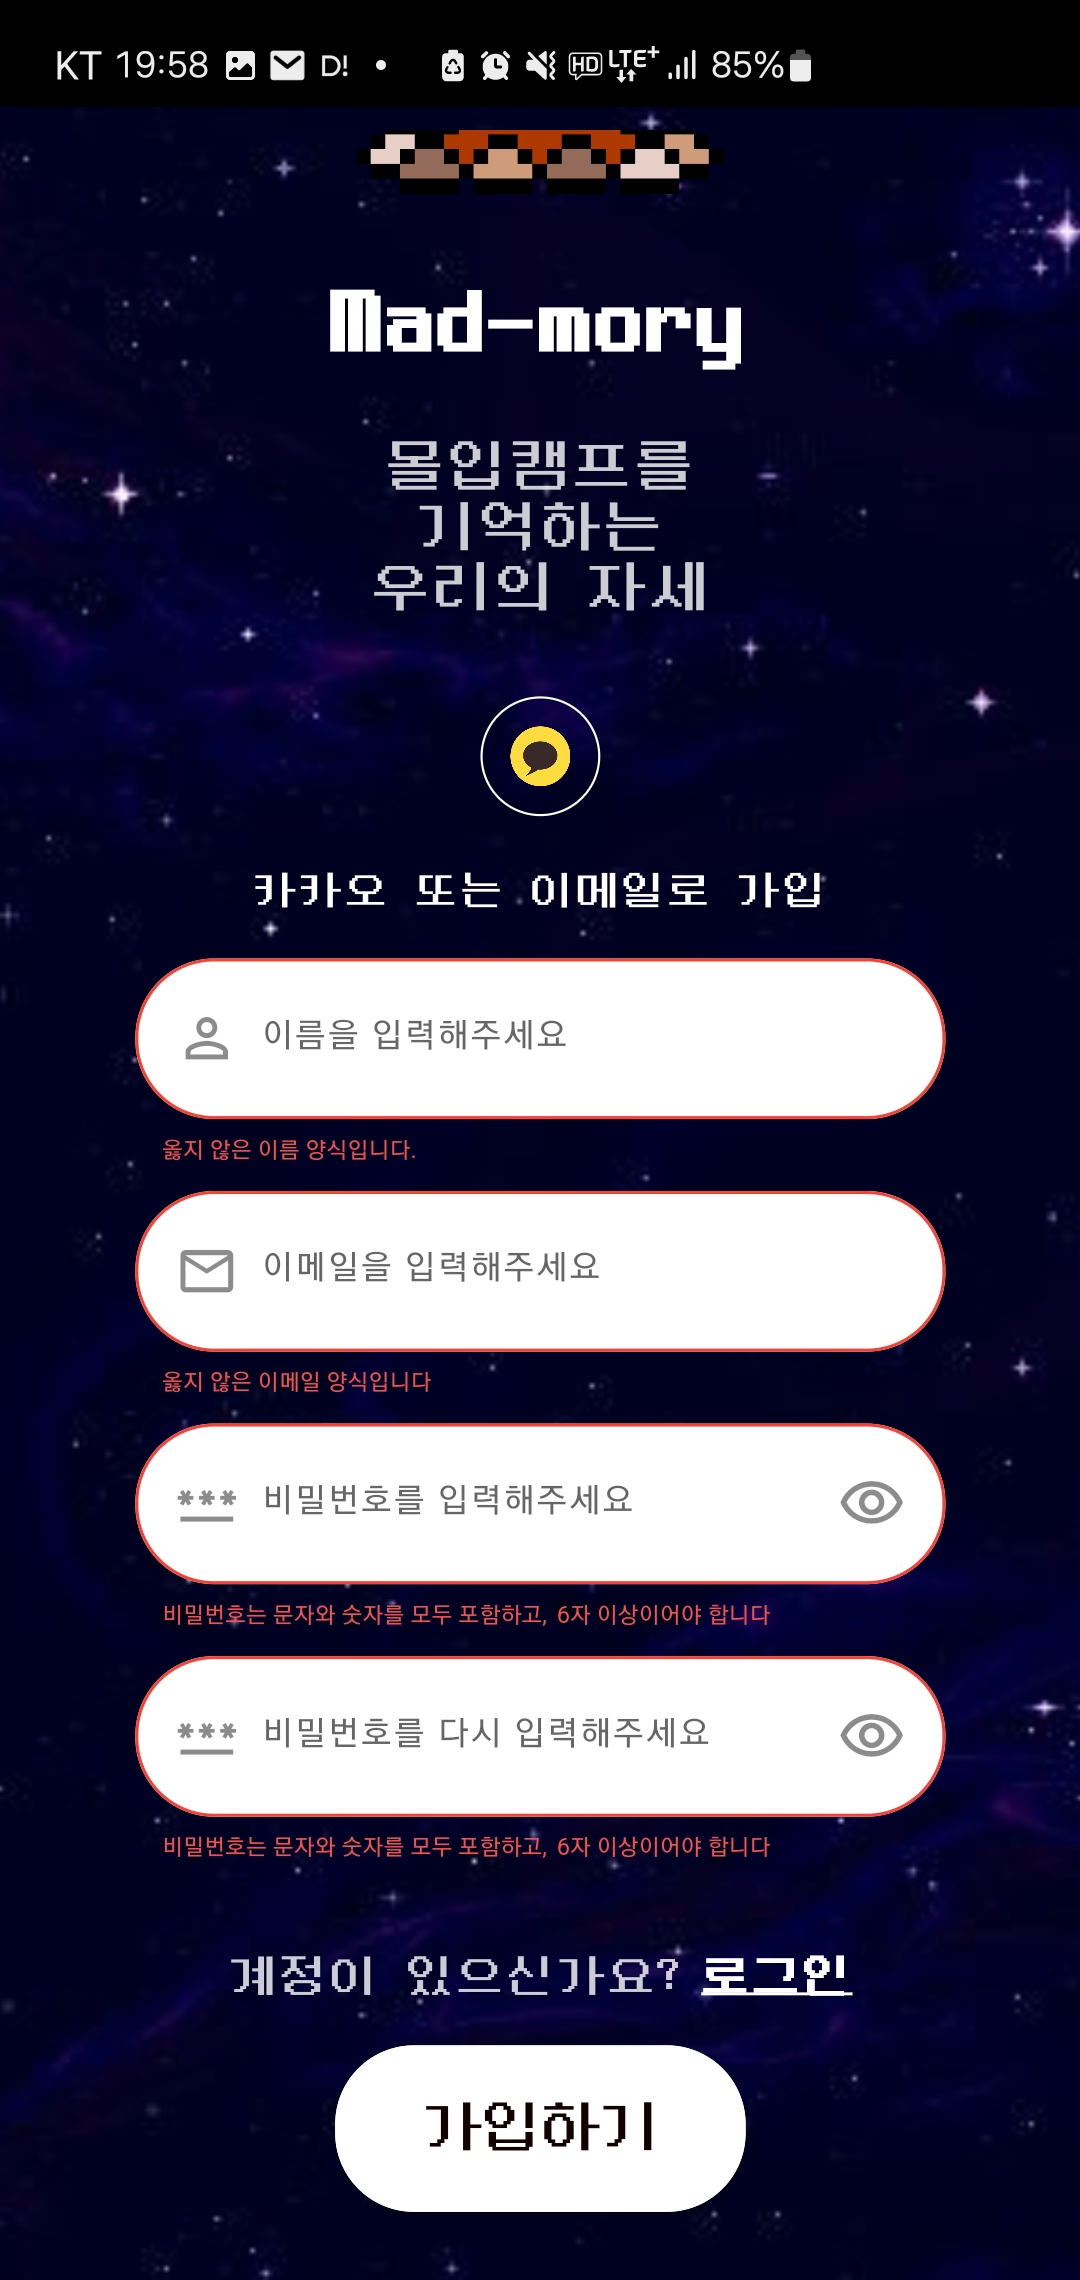 KT 19:58 D! HD LTE+ 85%
Mad-mory
몰입캠프를
기억하는
우리의 자세
카카오 또는 이메일로 가입
이름을 입력해주세요
옳지 않은 이름 양식입니다.
이메일을 입력해주세요
옳지 않은 이메일 양식입니다
*** 비밀번호를 입력해주세요
비밀번호는 문자와 숫자를 모두 포함하고, 6자 이상이어야 합니다
*** 비밀번호를 다시 입력해주세요
비밀번호는 문자와 숫자를 모두 포함하고, 6자 이상이어야 합니다
계정이 있으신가요? 로그인
가입하기